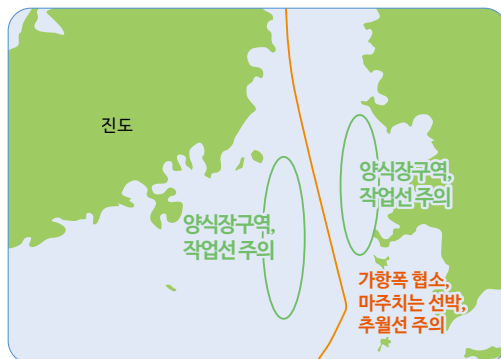 진도
양식장구역,
작업선 주의
양식장구역,
작업선 주의
가항폭 협소,
마주치는 선박,
추월선 주의